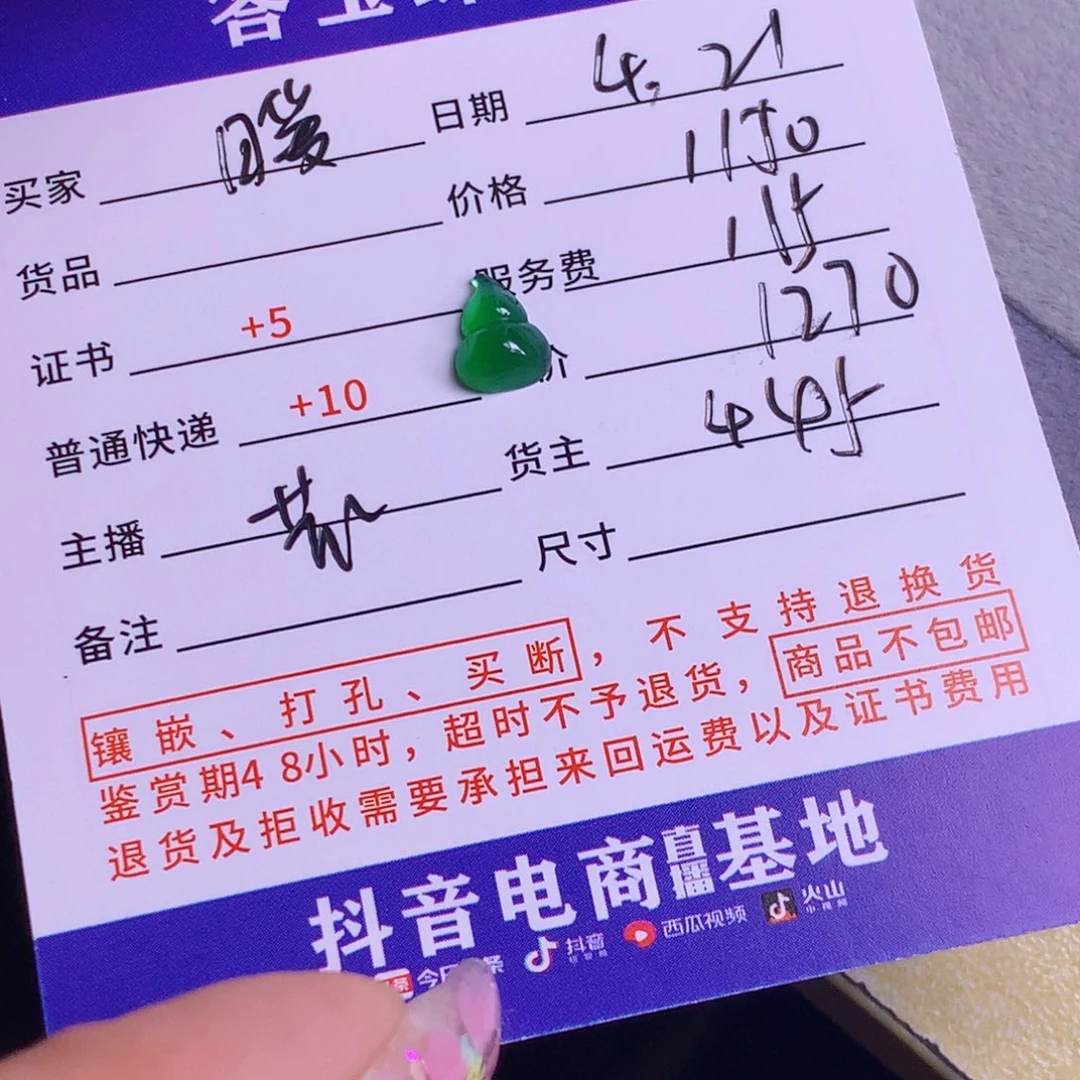 买家 暖 日期 4.21
货品 价格 1150
证书 +5 服务费 115
普通快递 +10 价 1270
主播 货主 445
备注 尺寸
镶嵌、打孔、买断，不支持退换货
鉴赏期48小时，超时不予退货，商品不包邮
退货及拒收需要承担来回运费以及证书费用
抖音电商直播基地
今日 条 抖音 西瓜视频 火山